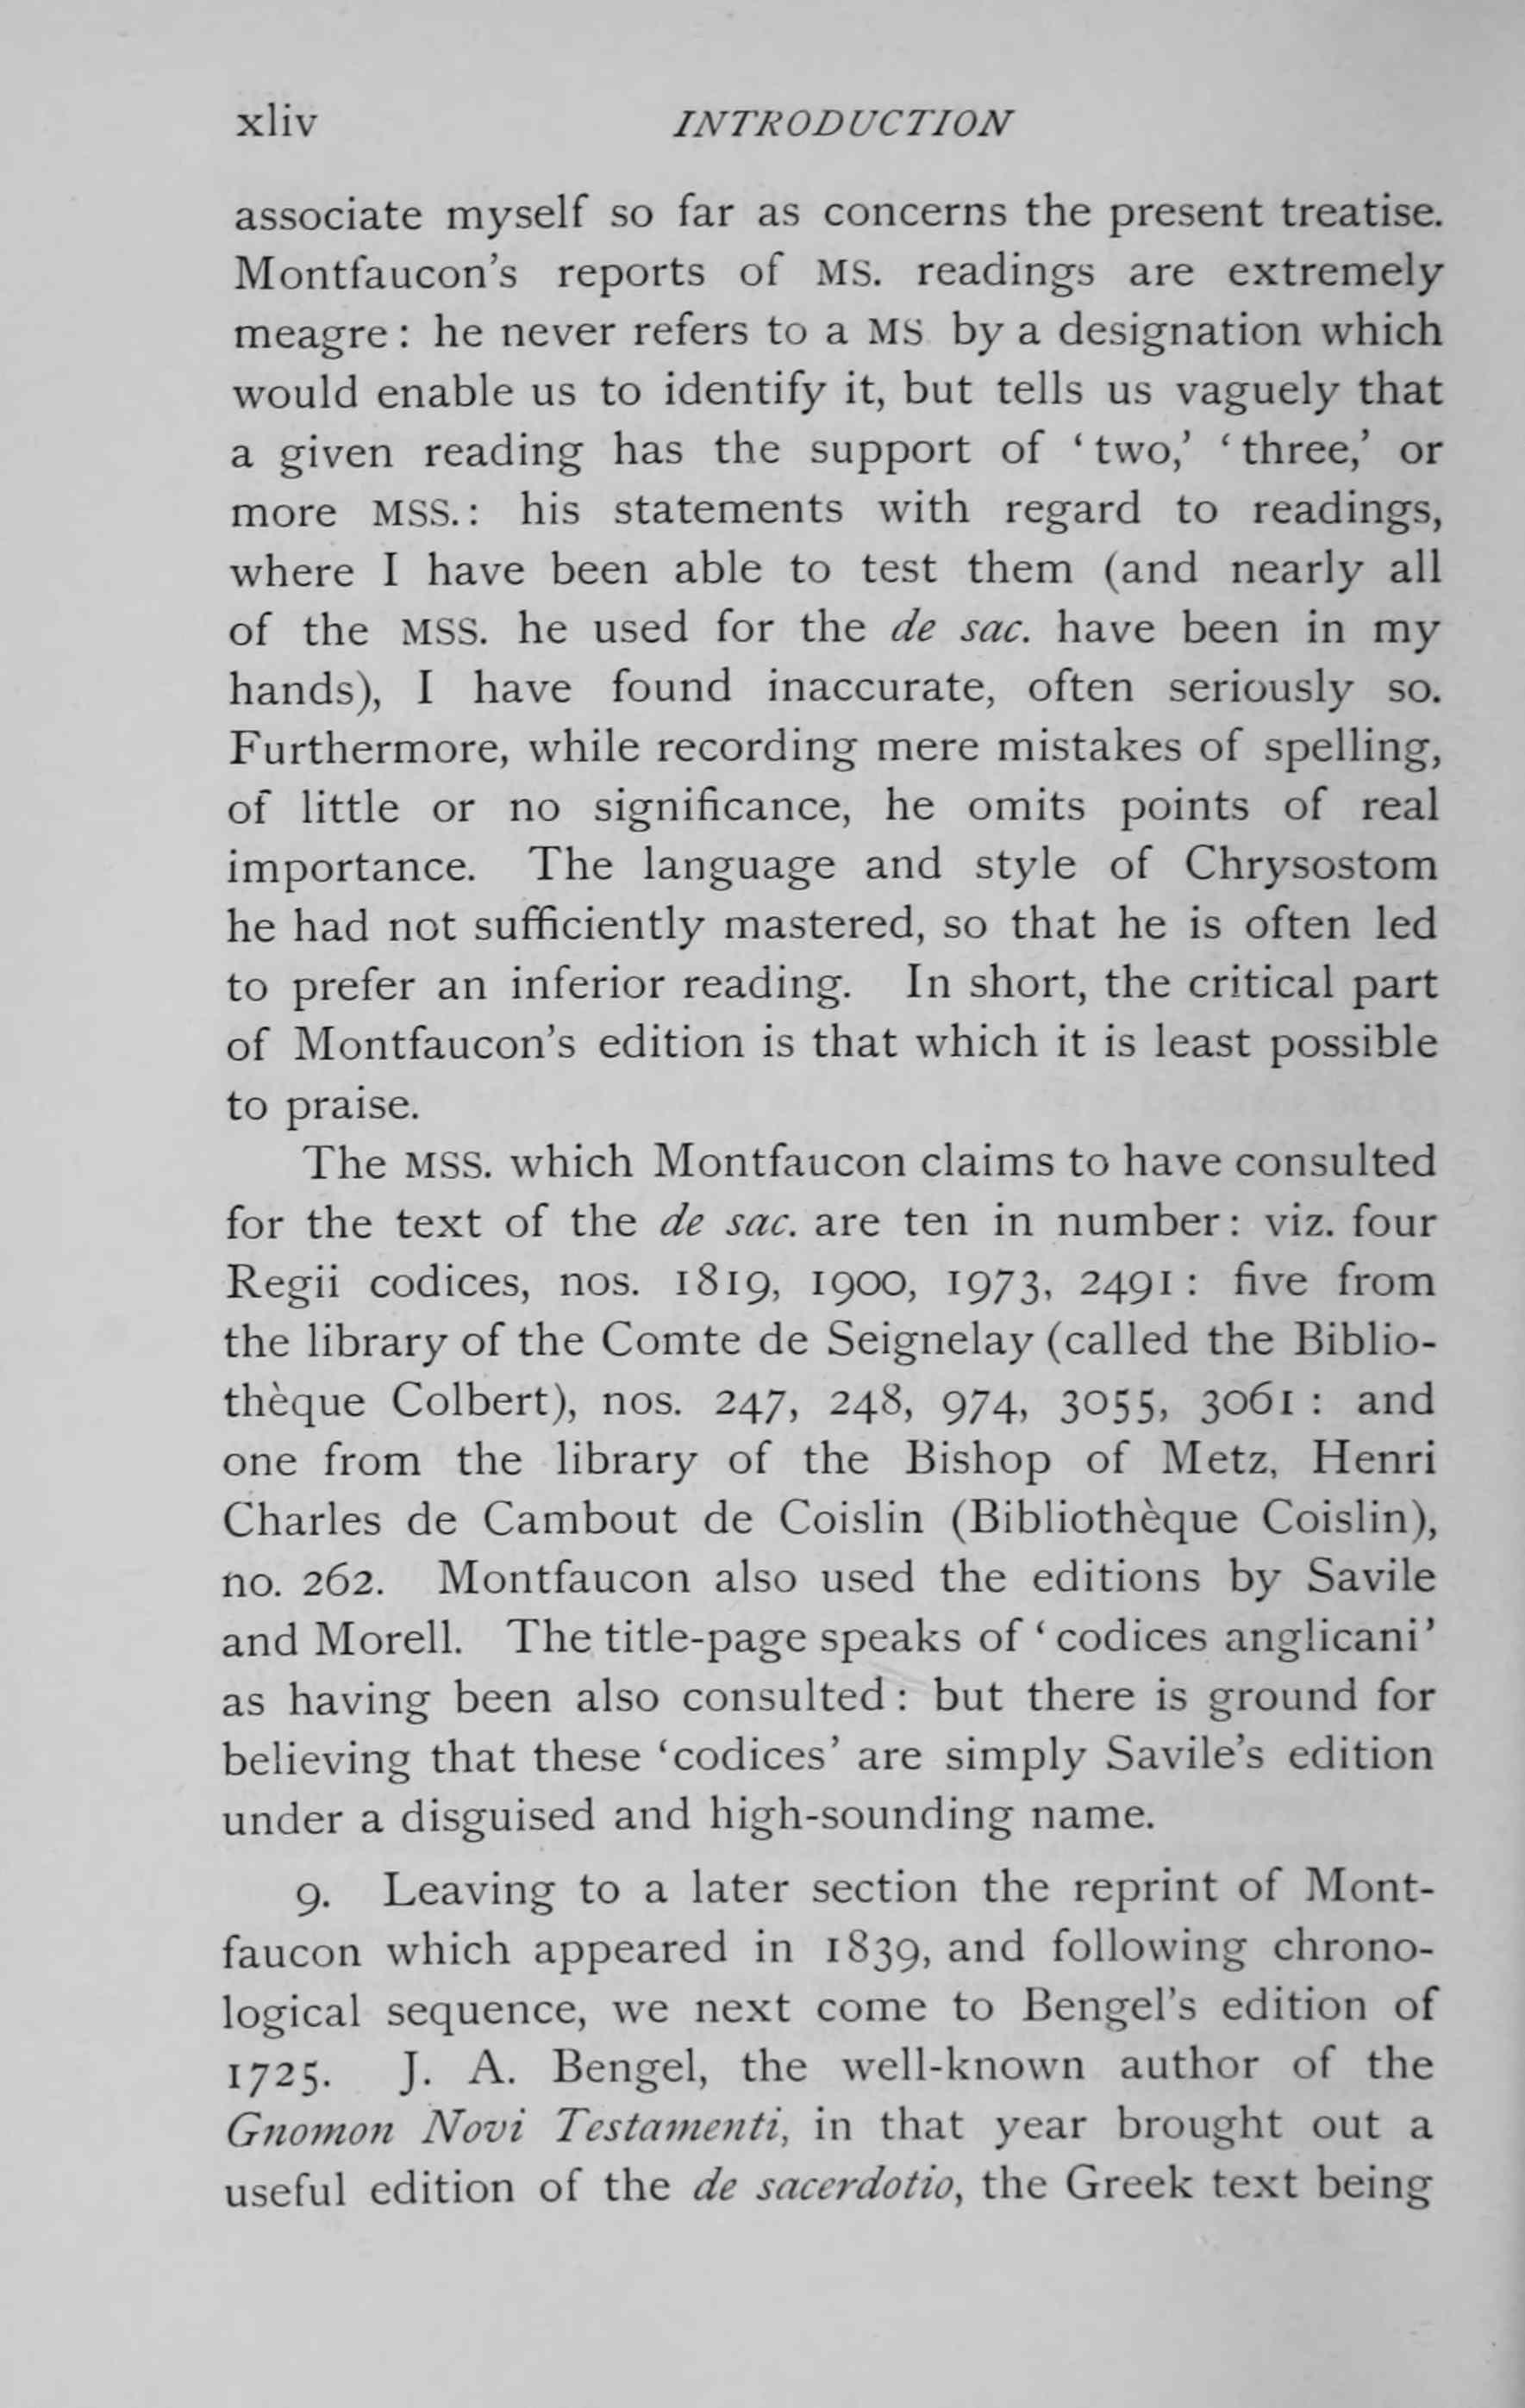 xliv INTRODUCTION
associate myself so far as concerns the present treatise.
Montfaucon's reports of MS. readings are extremely
meagre : he never refers to a MS by a designation which
would enable us to identify it, but tells us vaguely that
a given reading has the support of ‘two,’ ‘three,’ or
more MSS. : his statements with regard to readings,
where I have been able to test them (and nearly all
of the MSS. he used for the de sac. have been in my
hands), I have found inaccurate, often seriously so.
Furthermore, while recording mere mistakes of spelling,
of little or no significance, he omits points of real
importance. The language and style of Chrysostom
he had not sufficiently mastered, so that he is often led
to prefer an inferior reading. In short, the critical part
of Montfaucon's edition is that which it is least possible
to praise.
The MSS. which Montfaucon claims to have consulted
for the text of the de sac. are ten in number : viz. four
Regii codices, nos. 1819, 1900, 1973, 2491 : five from
the library of the Comte de Seignelay (called the Biblio-
thèque Colbert), nos. 247, 248, 974, 3055, 3061 : and
one from the library of the Bishop of Metz, Henri
Charles de Cambout de Coislin (Bibliothèque Coislin),
no. 262. Montfaucon also used the editions by Savile
and Morell. The title-page speaks of ‘codices anglicani’
as having been also consulted : but there is ground for
believing that these ‘codices’ are simply Savile's edition
under a disguised and high-sounding name.
9. Leaving to a later section the reprint of Mont-
faucon which appeared in 1839, and following chrono-
logical sequence, we next come to Bengel's edition of
1725. J. A. Bengel, the well-known author of the
Gnomon Novi Testamenti, in that year brought out a
useful edition of the de sacerdotio, the Greek text being